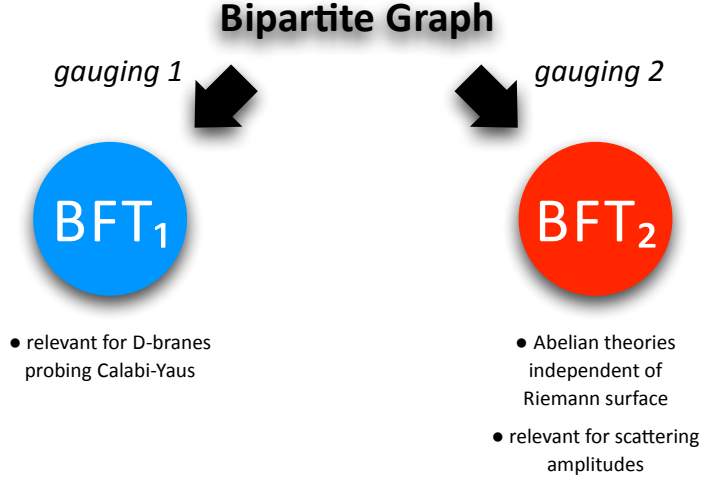 Bipartite Graph
gauging 1
gauging 2
BFT₁
BFT₂
● relevant for D-branes
probing Calabi-Yaus
● Abelian theories
independent of
Riemann surface
● relevant for scattering
amplitudes